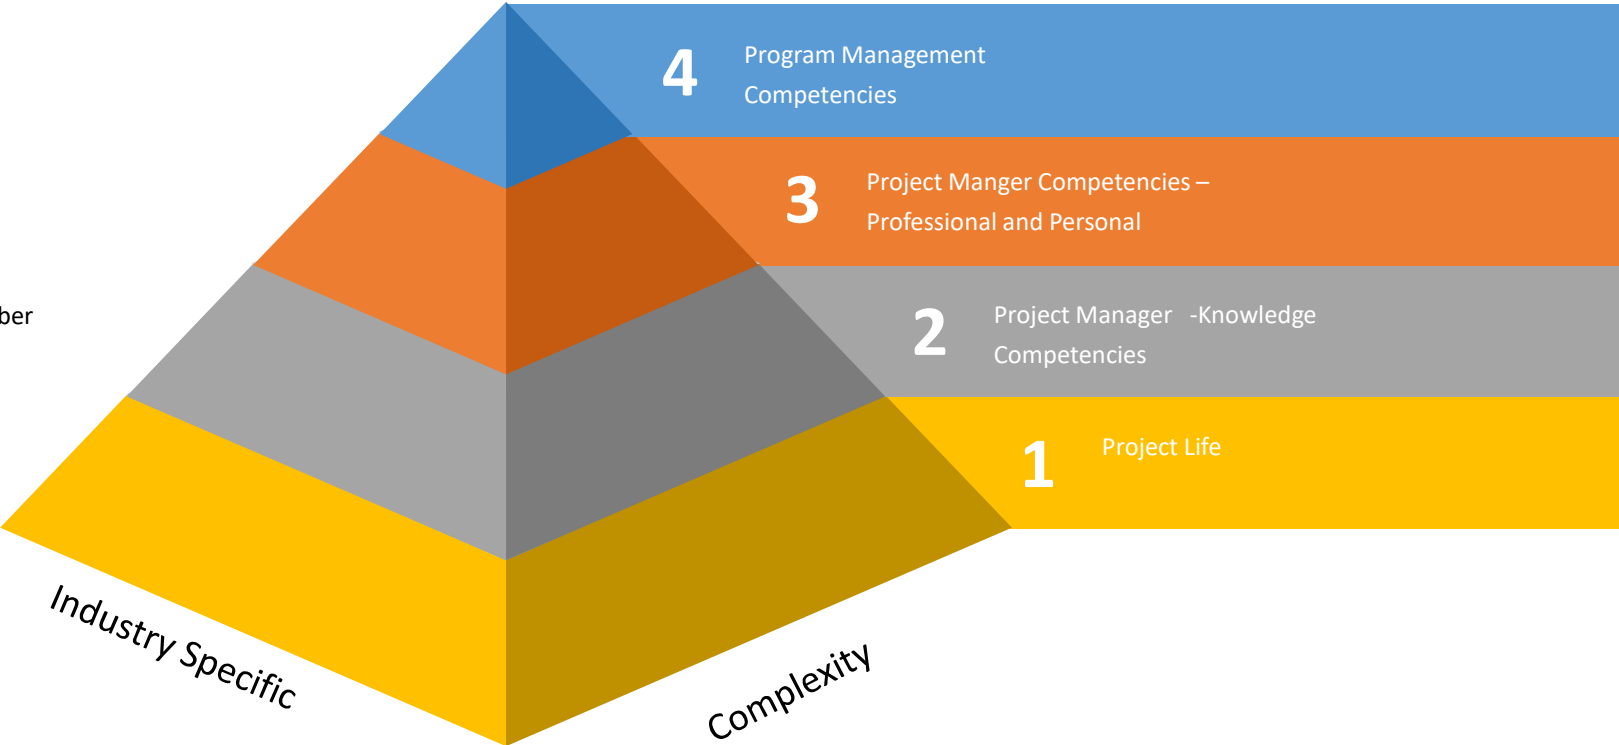 4
Program Management
Competencies
3
Project Manger Competencies –
Professional and Personal
ber
2
Project Manager -Knowledge
Competencies
1
Project Life
Industry Specific
Complexity